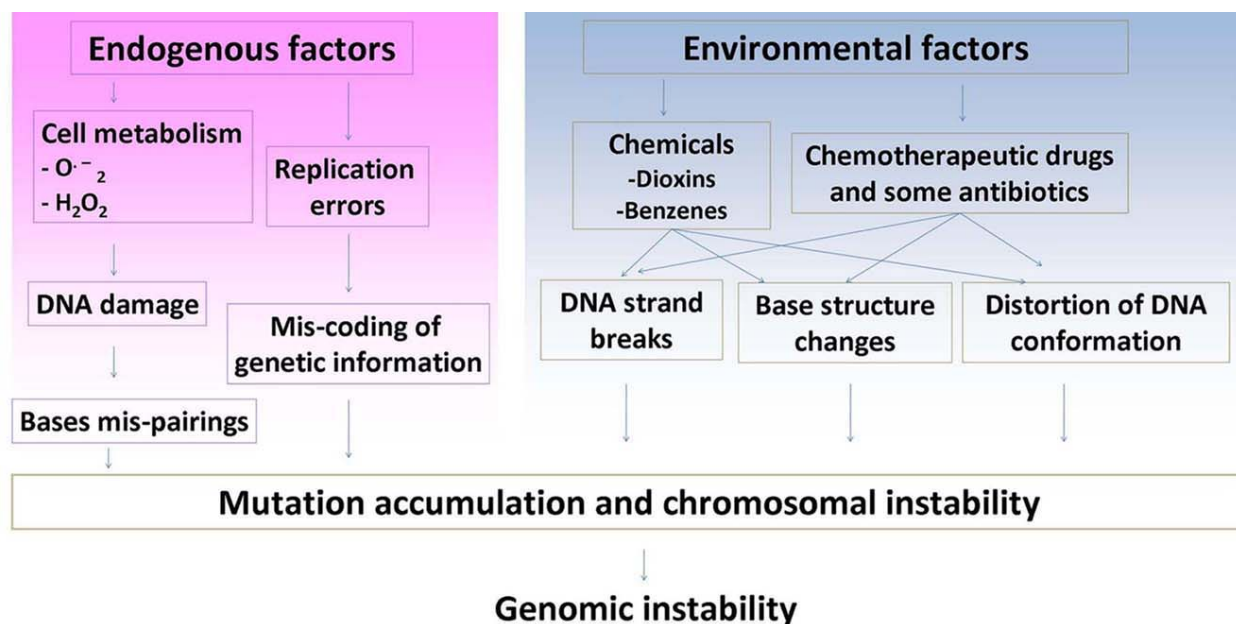 Endogenous factors
Cell metabolism
- O·⁻₂
- H₂O₂
Replication
errors
DNA damage
Mis-coding of
genetic information
Bases mis-pairings
Environmental factors
Chemicals
-Dioxins
-Benzenes
Chemotherapeutic drugs
and some antibiotics
DNA strand
breaks
Base structure
changes
Distortion of DNA
conformation
Mutation accumulation and chromosomal instability
Genomic instability